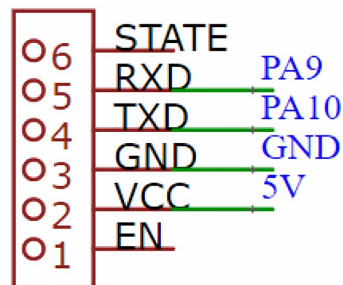 6 STATE
5 RXD PA9
4 TXD PA10
3 GND GND
2 VCC 5V
1 EN